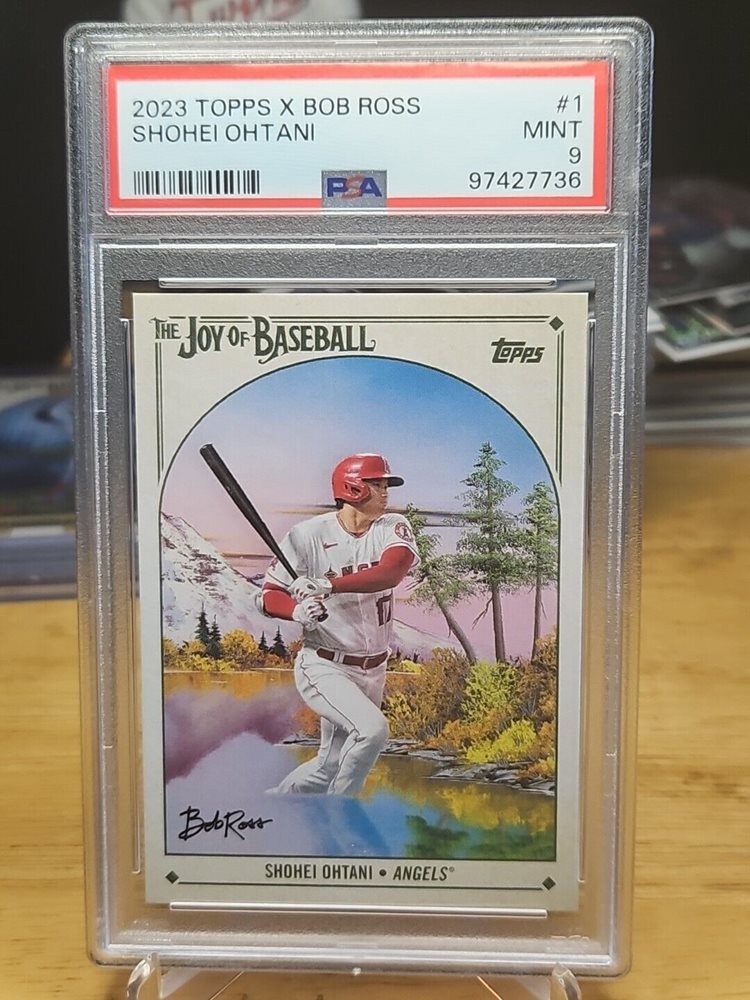 2023 TOPPS X BOB ROSS #1
SHOHEI OHTANI MINT
9
PSA 97427736
THE JOY OF BASEBALL
TOPPS
17
Bob Ross
SHOHEI OHTANI • ANGELS®